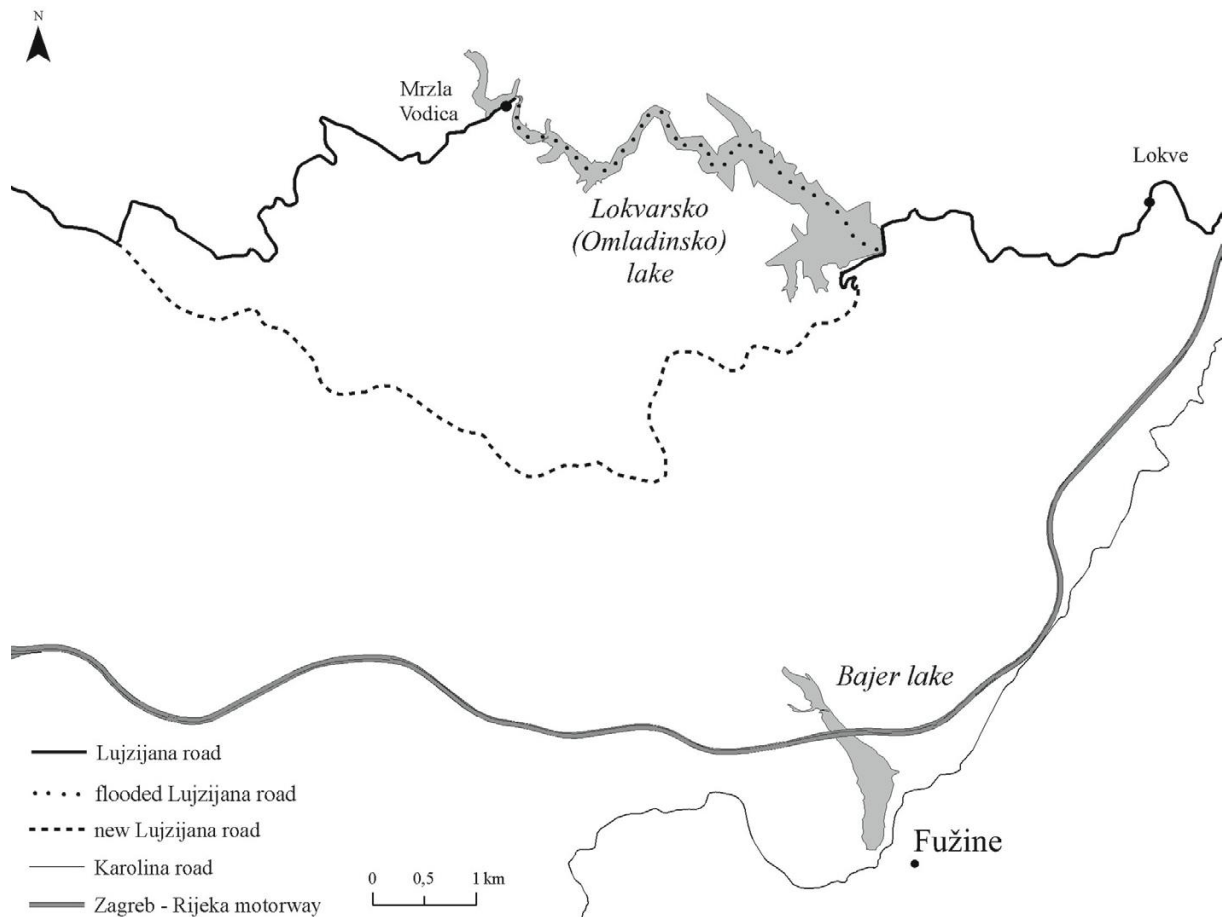 N
Mrzla
Vodica
Lokve
Lokvarsko
(Omladinsko)
lake
Bajer lake
Fužine
Lujzijana road
flooded Lujzijana road
new Lujzijana road
Karolina road
Zagreb - Rijeka motorway
0 0,5 1 km